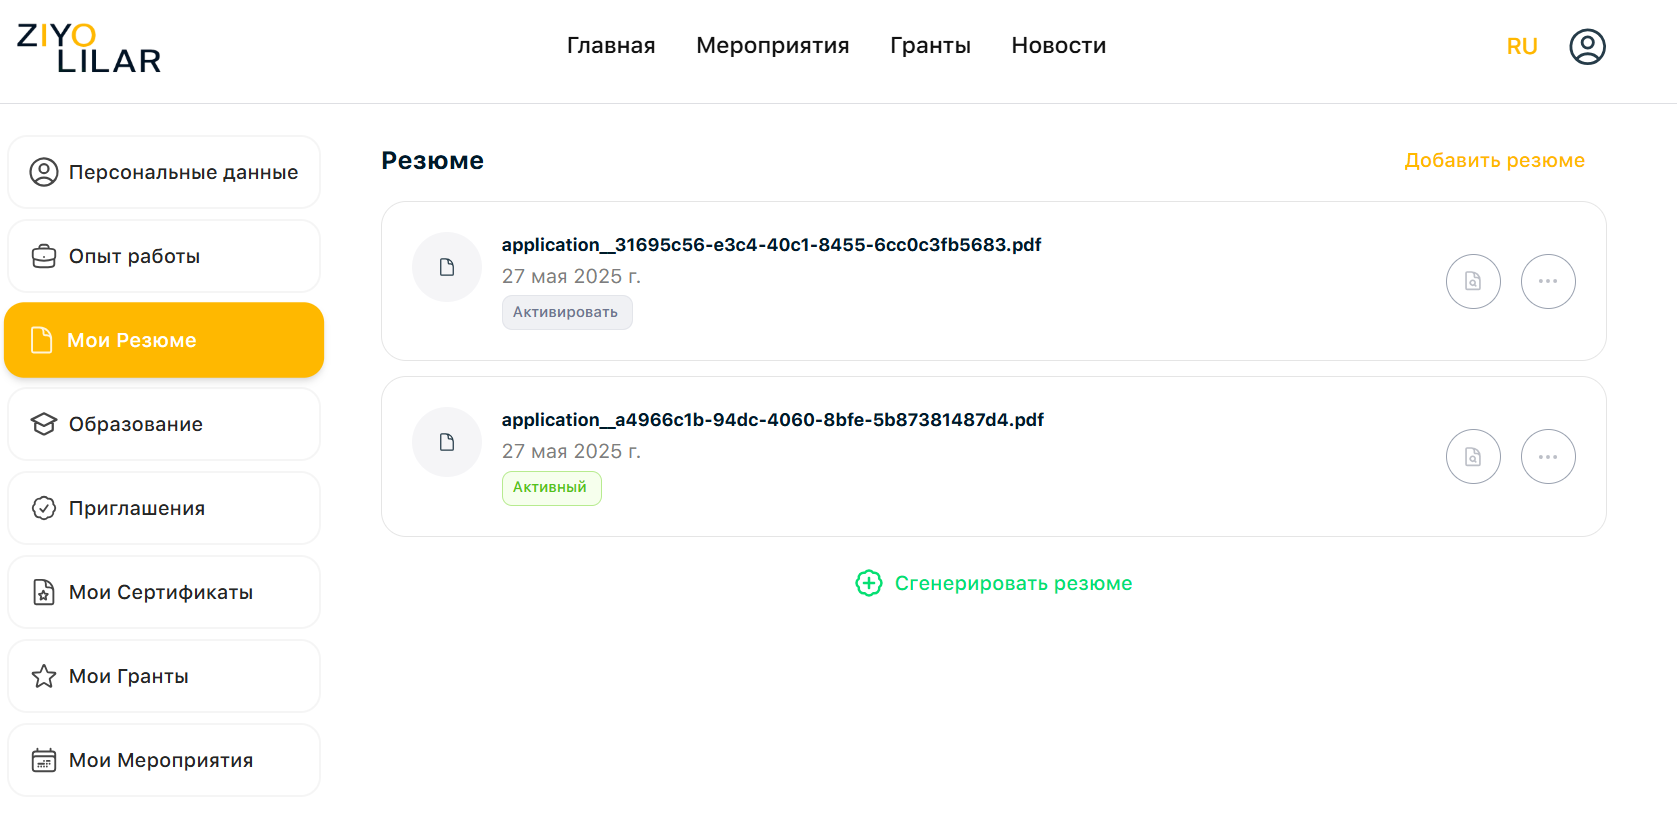 ZIYO
LILAR
Главная
Мероприятия
Гранты
Новости
RU
Персональные данные
Опыт работы
Мои Резюме
Образование
Приглашения
Мои Сертификаты
Мои Гранты
Мои Мероприятия
Резюме
Добавить резюме
application__31695c56-e3c4-40c1-8455-6cc0c3fb5683.pdf
27 мая 2025 г.
Активировать
application__a4966c1b-94dc-4060-8bfe-5b87381487d4.pdf
27 мая 2025 г.
Активный
Сгенерировать резюме